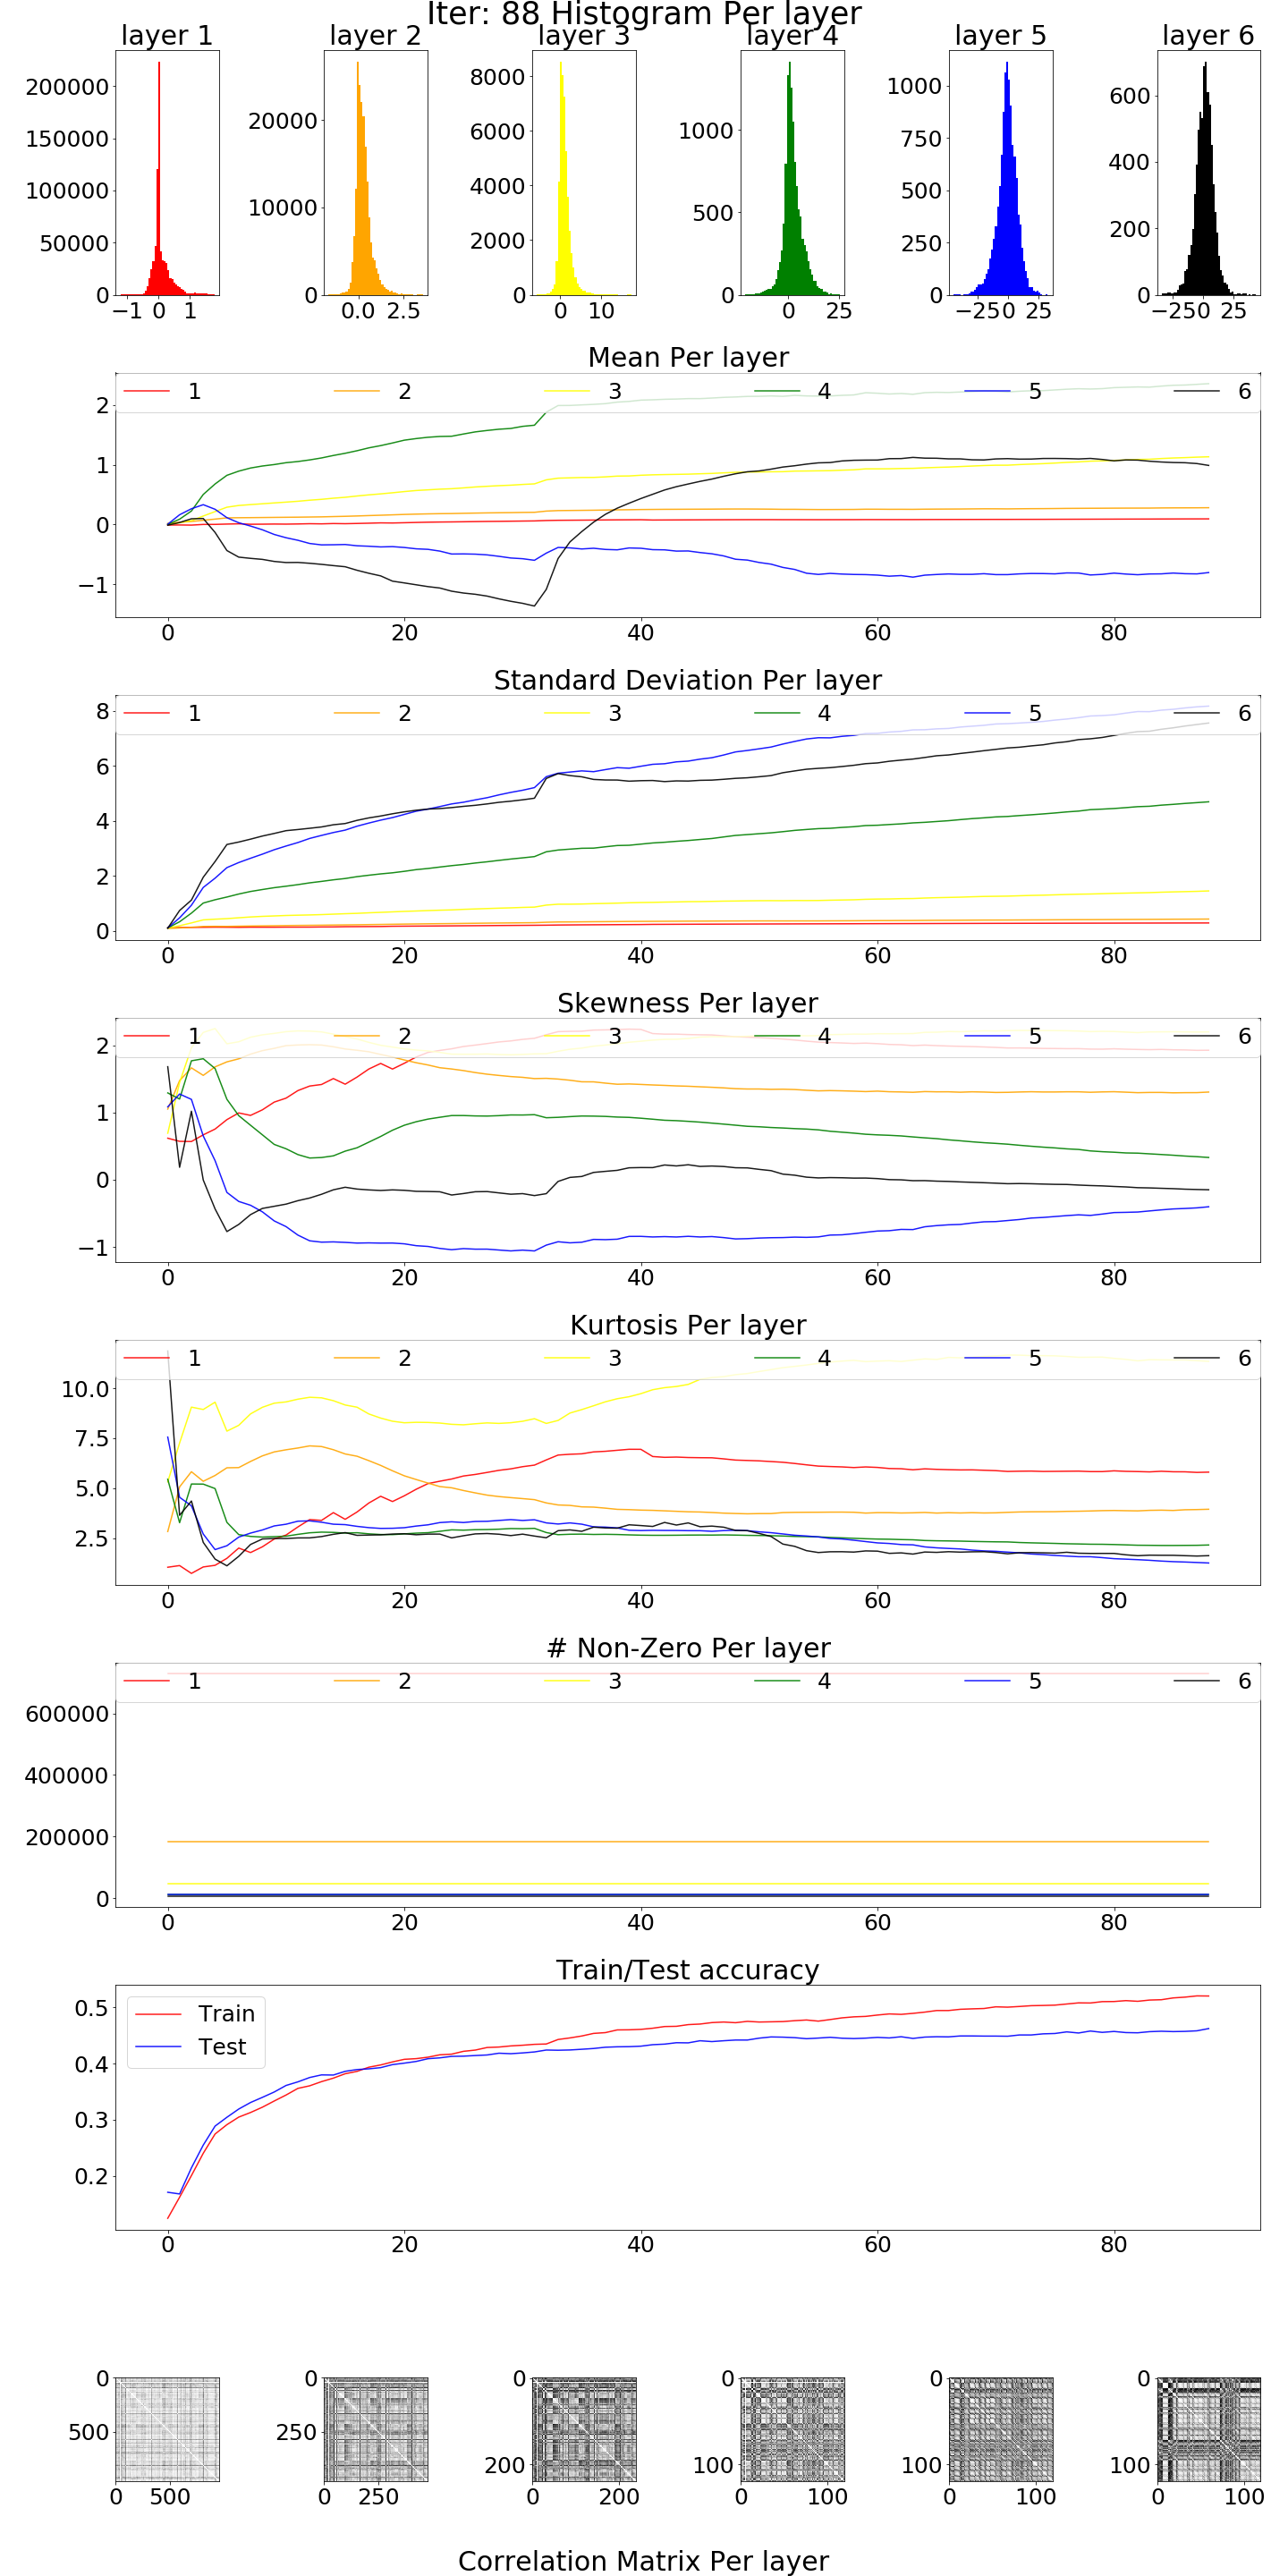 Iter: 88 Histogram Per layer
layer 1 layer 2 layer 3 layer 4 layer 5 layer 6
200000
150000
100000
50000
0
−1 0 1
20000
10000
0
0.0 2.5
8000
6000
4000
2000
0
0 10
1000
500
0
0 25
1000
750
500
250
0
−25 0 25
600
400
200
0
−25 0 25
Mean Per layer
1 2 3 4 5 6
2
1
0
−1
0 20 40 60 80
Standard Deviation Per layer
1 2 3 4 5 6
8
6
4
2
0
0 20 40 60 80
Skewness Per layer
1 2 3 4 5 6
2
1
0
−1
0 20 40 60 80
Kurtosis Per layer
1 2 3 4 5 6
10.0
7.5
5.0
2.5
0 20 40 60 80
# Non-Zero Per layer
1 2 3 4 5 6
600000
400000
200000
0
0 20 40 60 80
Train/Test accuracy
Train
Test
0.5
0.4
0.3
0.2
0 20 40 60 80
0
500
0 500
0
250
0 250
0
200
0 200
0
100
0 100
0
100
0 100
0
100
0 100
Correlation Matrix Per layer